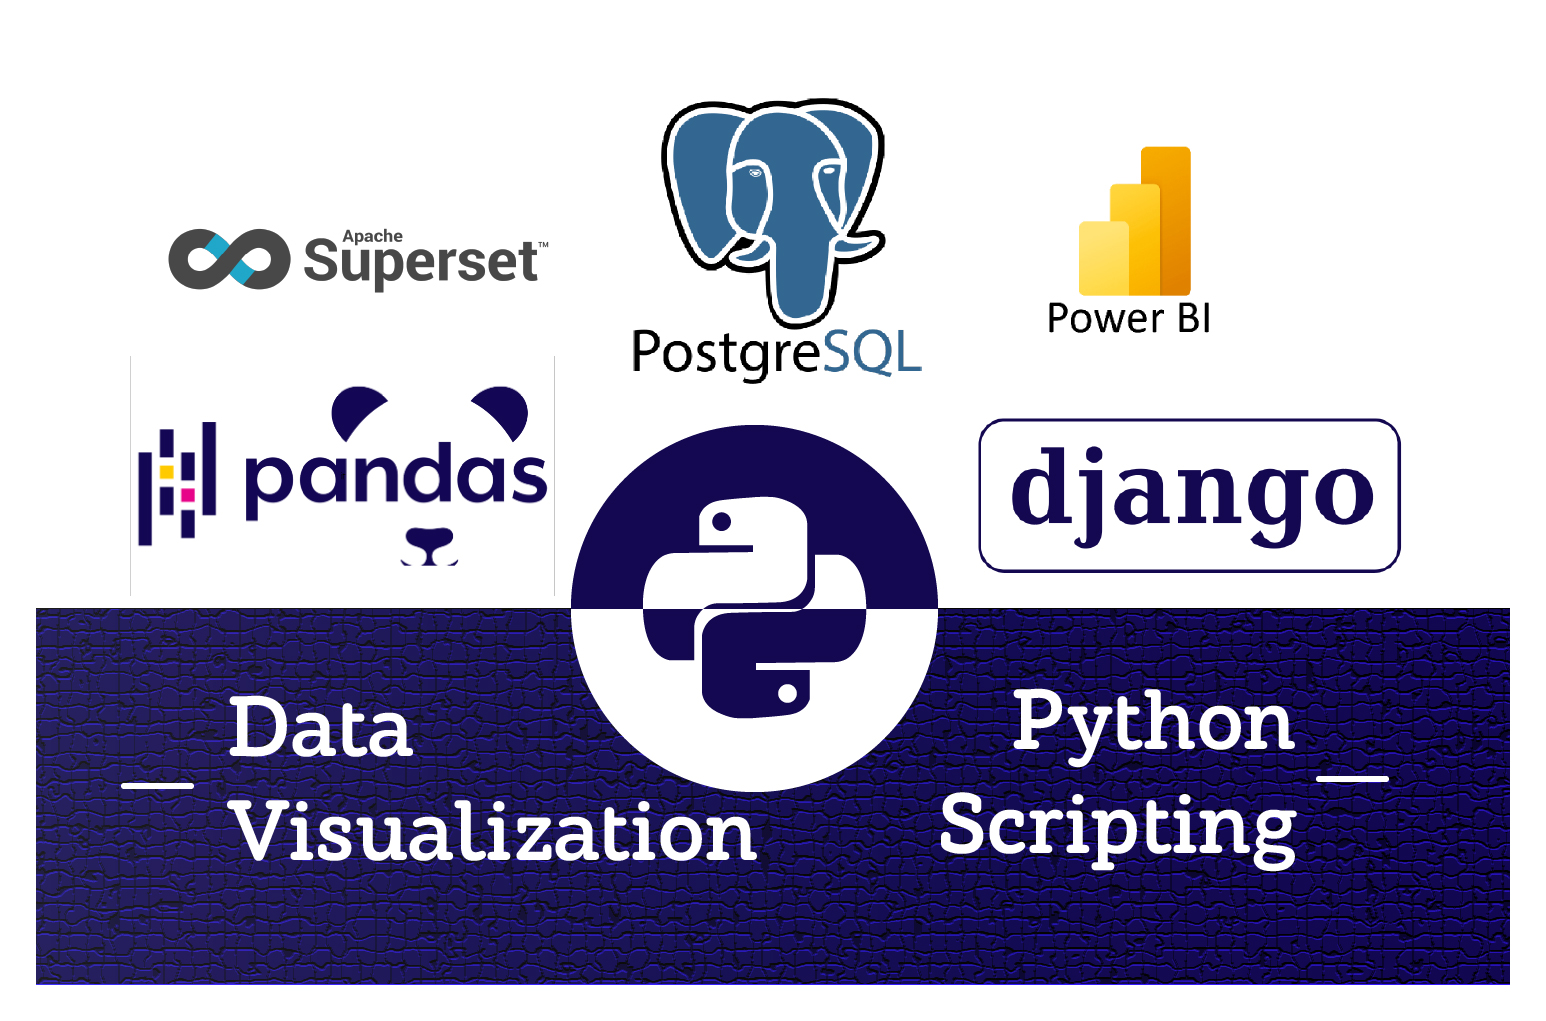 Apache
Superset™
PostgreSQL
Power BI
pandas
django
Data
Visualization
Python
Scripting